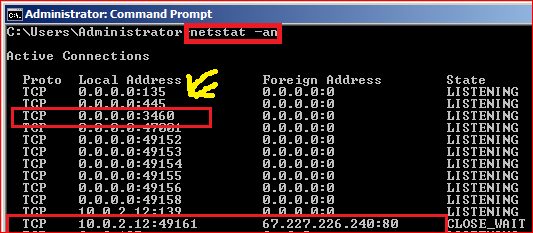 Administrator: Command Prompt
C:\Users\Administrator>netstat -an
Active Connections
Proto Local Address Foreign Address State
TCP 0.0.0.0:135 0.0.0.0:0 LISTENING
TCP 0.0.0.0:445 0.0.0.0:0 LISTENING
TCP 0.0.0.0:3460 0.0.0.0:0 LISTENING
TCP 0.0.0.0:47001 0.0.0.0:0 LISTENING
TCP 0.0.0.0:49152 0.0.0.0:0 LISTENING
TCP 0.0.0.0:49153 0.0.0.0:0 LISTENING
TCP 0.0.0.0:49154 0.0.0.0:0 LISTENING
TCP 0.0.0.0:49155 0.0.0.0:0 LISTENING
TCP 0.0.0.0:49156 0.0.0.0:0 LISTENING
TCP 0.0.0.0:49158 0.0.0.0:0 LISTENING
TCP 10.0.2.12:139 0.0.0.0:0 LISTENING
TCP 10.0.2.12:49161 67.227.226.240:80 CLOSE_WAIT